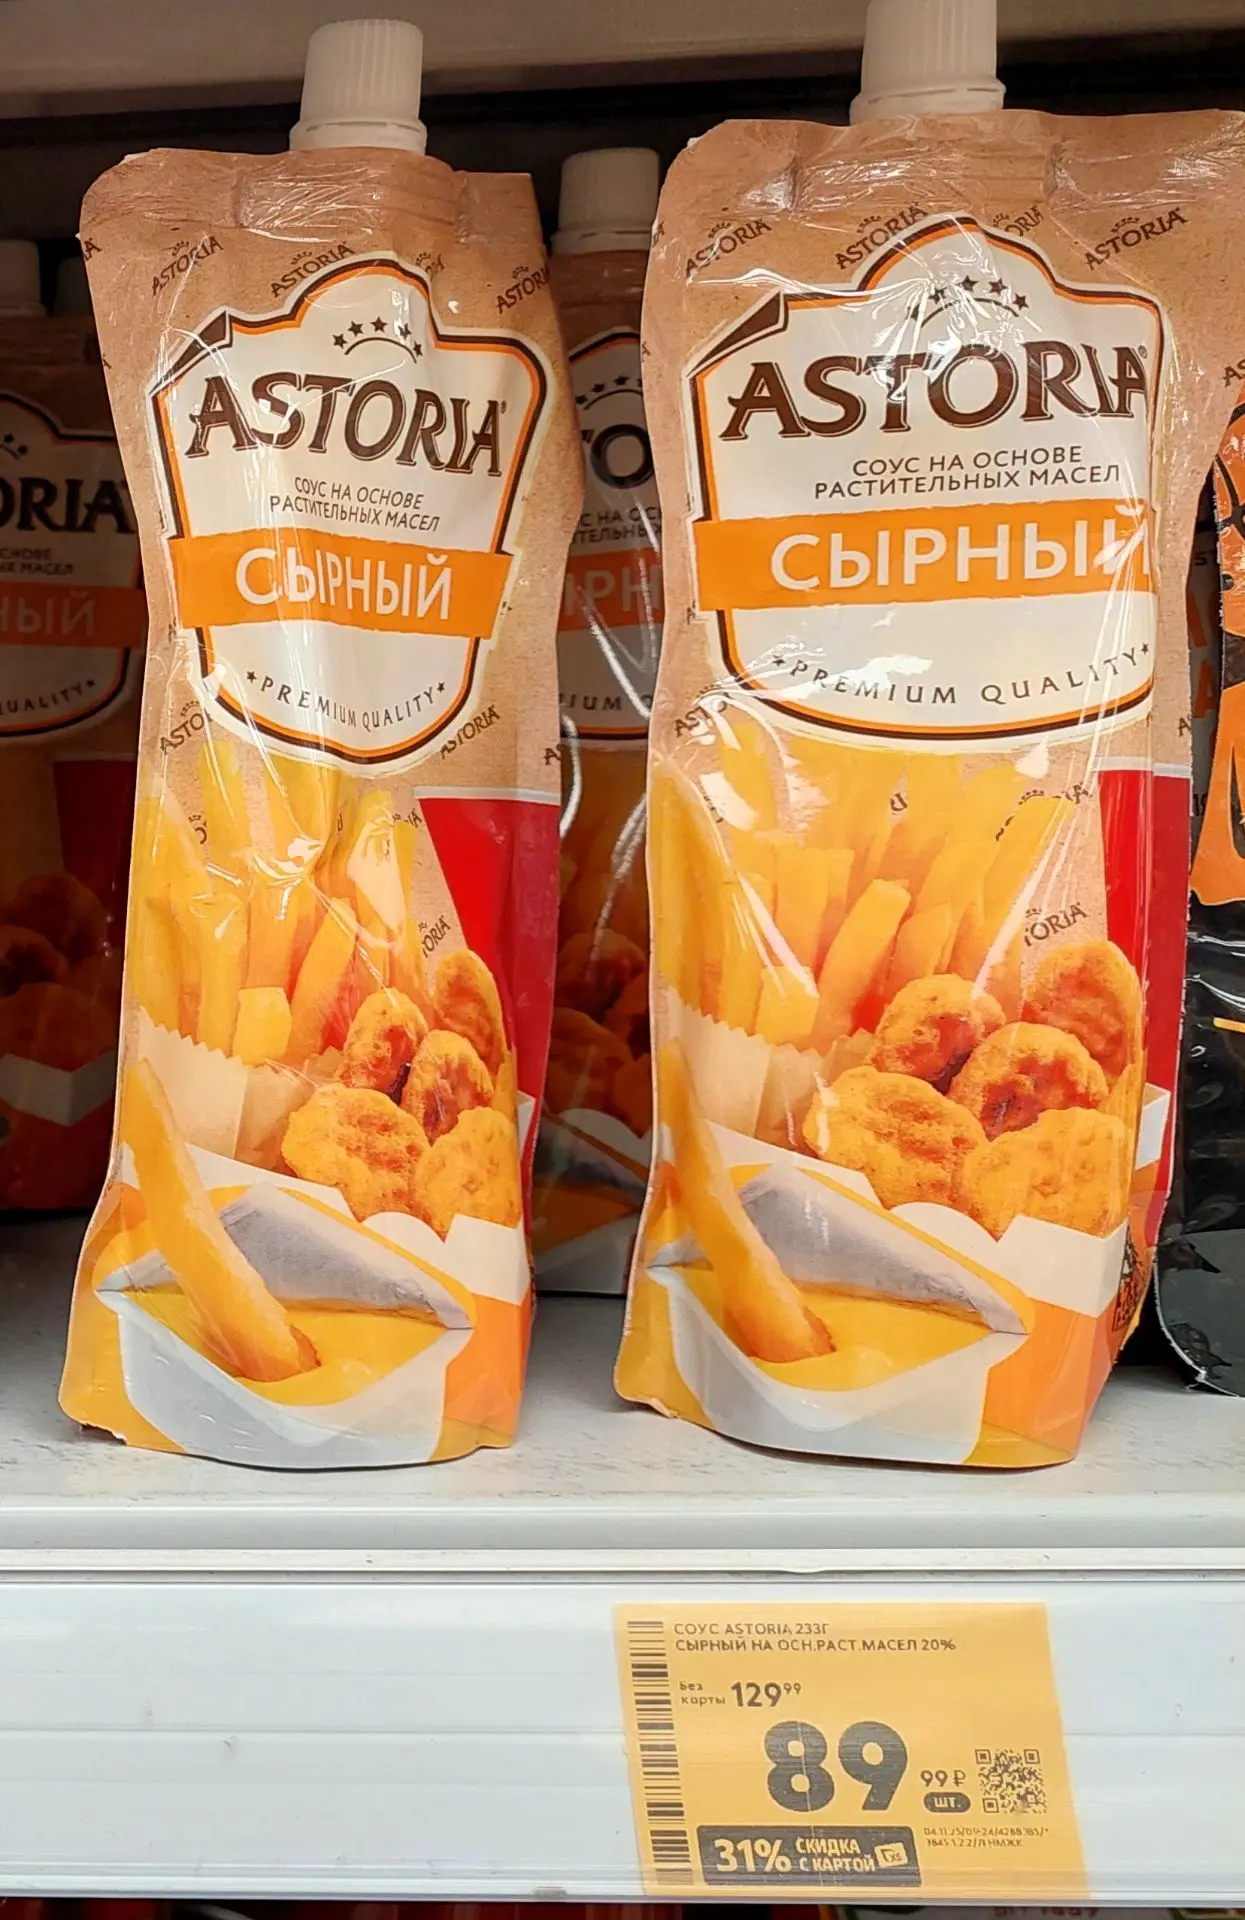 ASTORIA
СОУС НА ОСНОВЕ
РАСТИТЕЛЬНЫХ МАСЕЛ
СЫРНЫЙ
PREMIUM QUALITY
ASTORIA
СОУС НА ОСНОВЕ
РАСТИТЕЛЬНЫХ МАСЕЛ
СЫРНЫЙ
PREMIUM QUALITY
СОУС ASTORIA 233Г
СЫРНЫЙ НА ОСН.РАСТ.МАСЕЛ 20%
Без
карты 129 99
89 99 ₽
шт.
31% СКИДКА
С КАРТОЙ X5